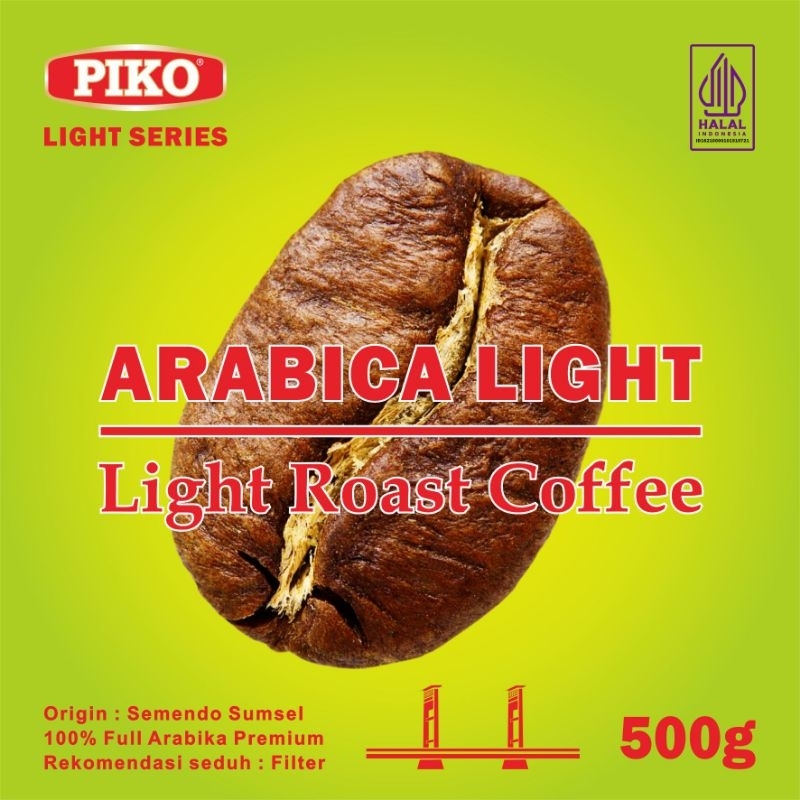 PIKO®
LIGHT SERIES
HALAL
INDONESIA
ARABICA LIGHT
Light Roast Coffee
Origin : Semendo Sumsel
100% Full Arabika Premium
Rekomendasi seduh : Filter
500g